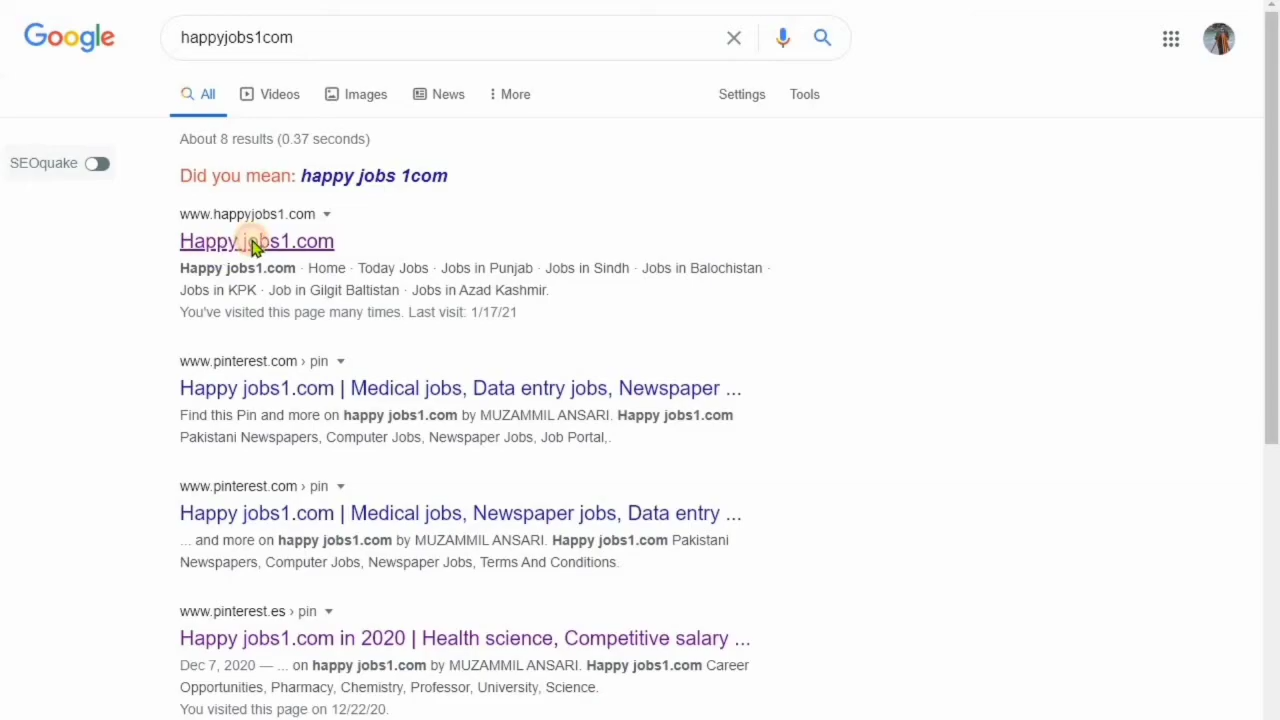 Google
happyjobs1com
All
Videos
Images
News
More
Settings
Tools
About 8 results (0.37 seconds)
SEOquake
Did you mean: happy jobs 1com
www.happyjobs1.com
Happy jobs1.com
Happy jobs1.com · Home · Today Jobs · Jobs in Punjab · Jobs in Sindh · Jobs in Balochistan ·
Jobs in KPK · Job in Gilgit Baltistan · Jobs in Azad Kashmir.
You've visited this page many times. Last visit: 1/17/21
www.pinterest.com › pin
Happy jobs1.com | Medical jobs, Data entry jobs, Newspaper ...
Find this Pin and more on happy jobs1.com by MUZAMMIL ANSARI. Happy jobs1.com
Pakistani Newspapers, Computer Jobs, Newspaper Jobs, Job Portal,.
www.pinterest.com › pin
Happy jobs1.com | Medical jobs, Newspaper jobs, Data entry ...
... and more on happy jobs1.com by MUZAMMIL ANSARI. Happy jobs1.com Pakistani
Newspapers, Computer Jobs, Newspaper Jobs, Terms And Conditions.
www.pinterest.es › pin
Happy jobs1.com in 2020 | Health science, Competitive salary ...
Dec 7, 2020 — ... on happy jobs1.com by MUZAMMIL ANSARI. Happy jobs1.com Career
Opportunities, Pharmacy, Chemistry, Professor, University, Science.
You visited this page on 12/22/20.